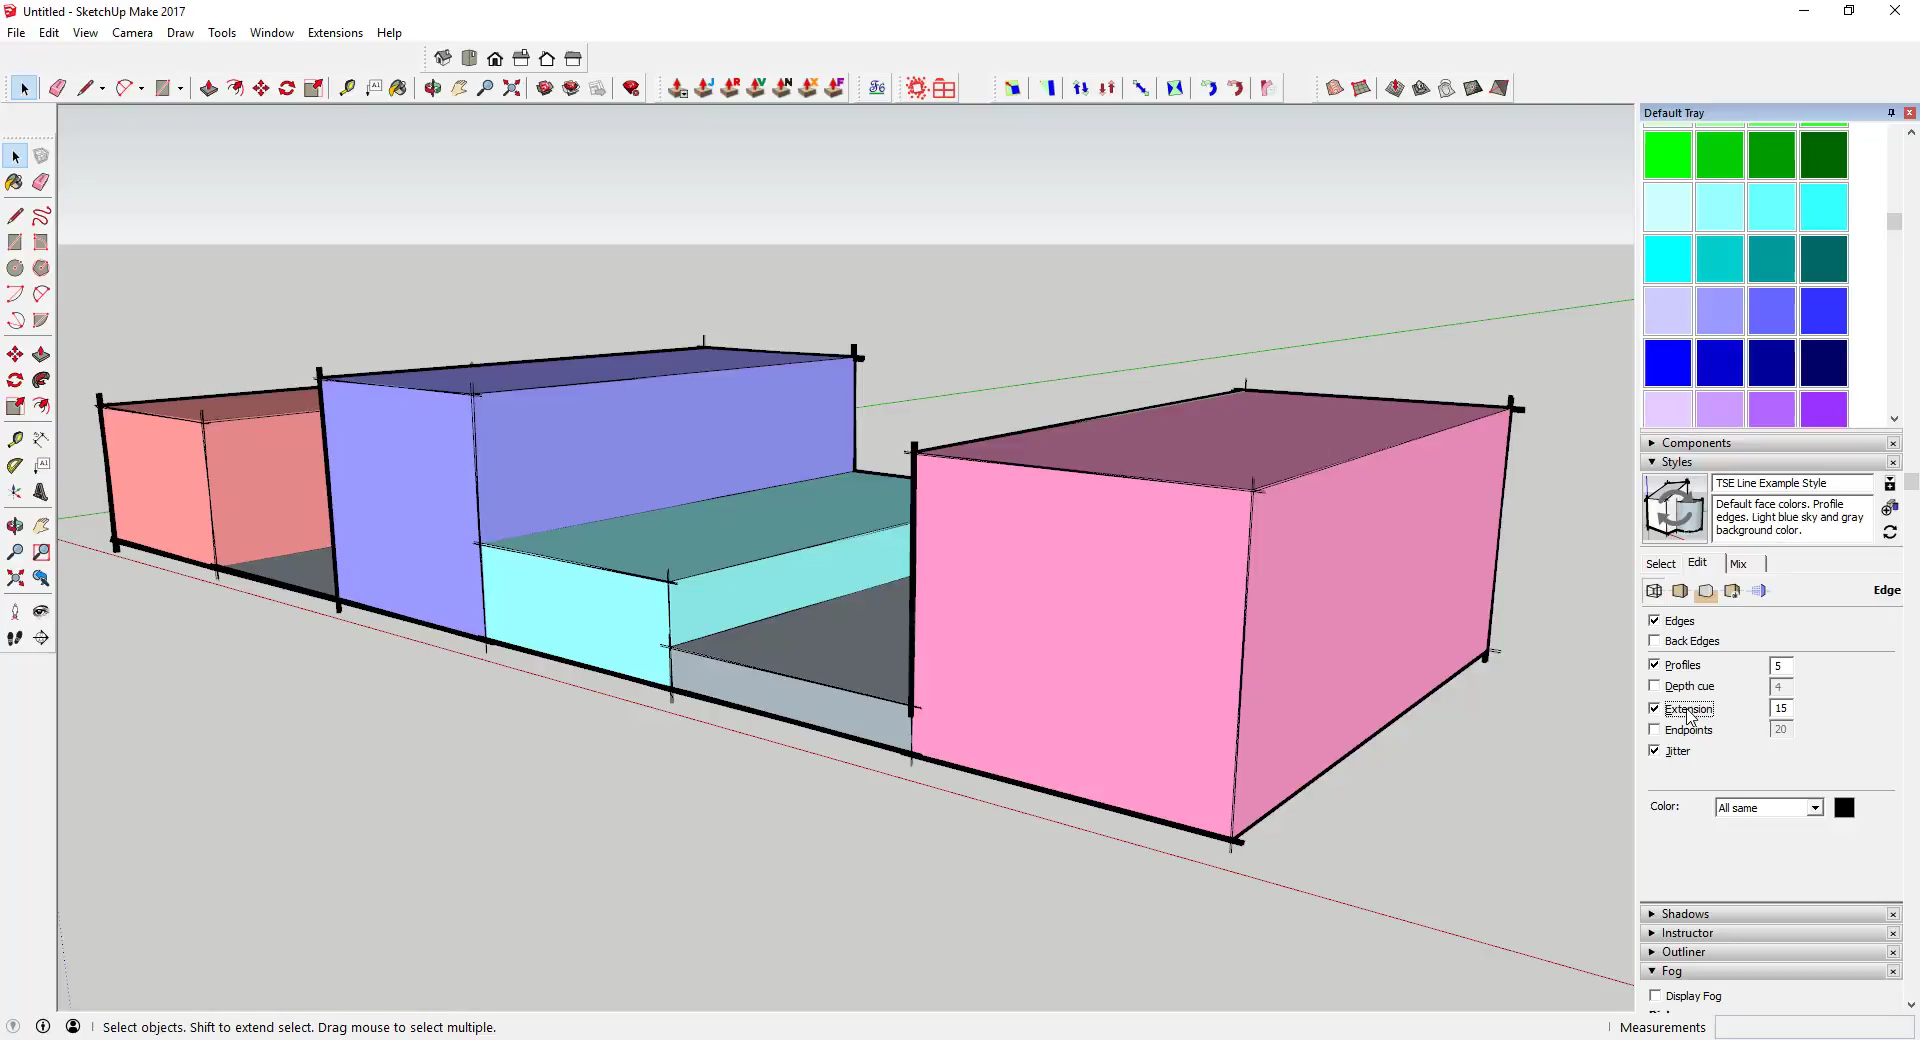 Untitled - SketchUp Make 2017
File Edit View Camera Draw Tools Window Extensions Help
Default Tray
Components
Styles
TSE Line Example Style
Default face colors. Profile
edges. Light blue sky and gray
background color.
Select Edit Mix
Edge
Edges
Back Edges
Profiles 5
Depth cue 4
Extension 15
Endpoints 20
Jitter
Color: All same
Shadows
Instructor
Outliner
Fog
Display Fog
Select objects. Shift to extend select. Drag mouse to select multiple.
Measurements